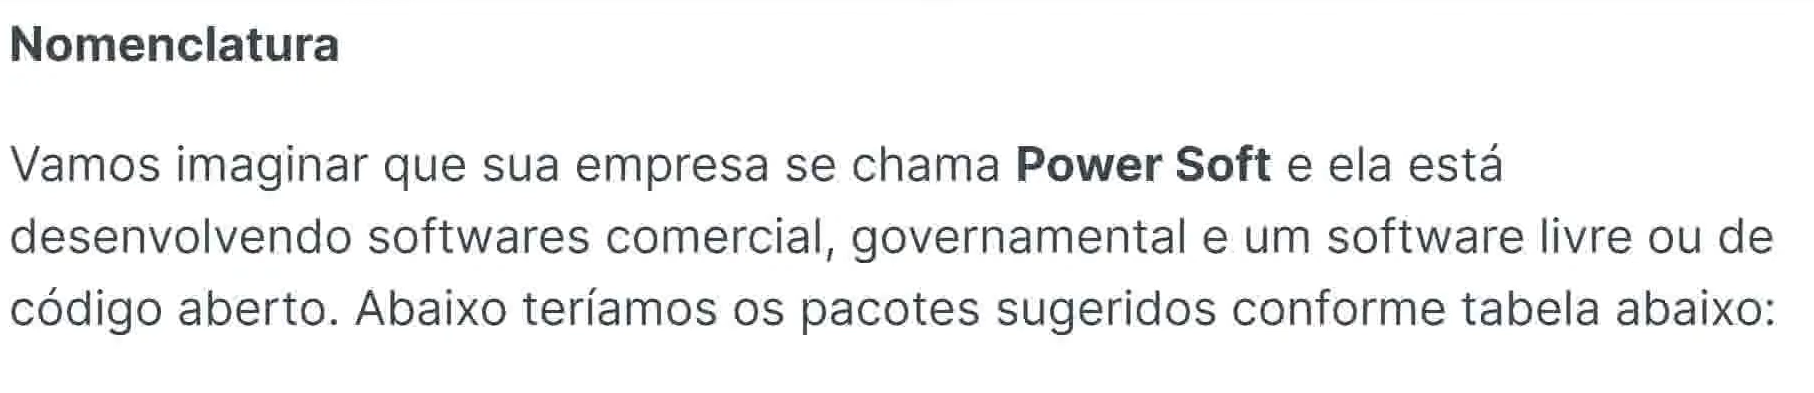 Nomenclatura
Vamos imaginar que sua empresa se chama Power Soft e ela está
desenvolvendo softwares comercial, governamental e um software livre ou de
código aberto. Abaixo teríamos os pacotes sugeridos conforme tabela abaixo: